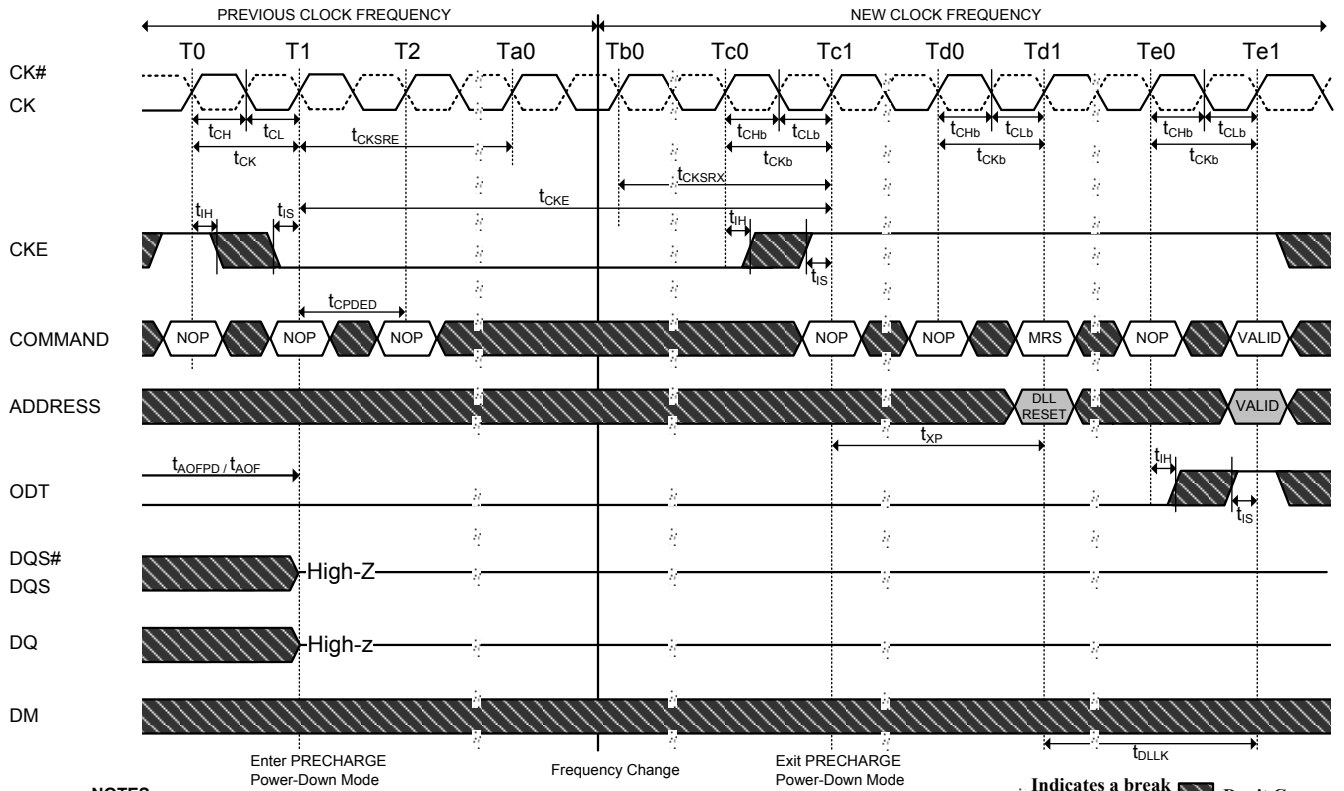 PREVIOUS CLOCK FREQUENCY NEW CLOCK FREQUENCY
T0 T1 T2 Ta0 Tb0 Tc0 Tc1 Td0 Td1 Te0 Te1
CK#
CK
tCH tCL tCHb tCLb tCHb tCLb tCHb tCLb
tCK tCKSRE tCKb tCKb tCKb
tCKSRX
tCKE
tIH tIS tIH
CKE
tIS
tCPDED
COMMAND NOP NOP NOP NOP NOP MRS NOP VALID
ADDRESS DLL RESET VALID
tXP
tAOFPD / tAOF tIH
ODT
tIS
DQS#
DQS High-Z
DQ High-z
DM
tDLLK
Enter PRECHARGE
Power-Down Mode
Frequency Change
Exit PRECHARGE
Power-Down Mode
Indicates a break